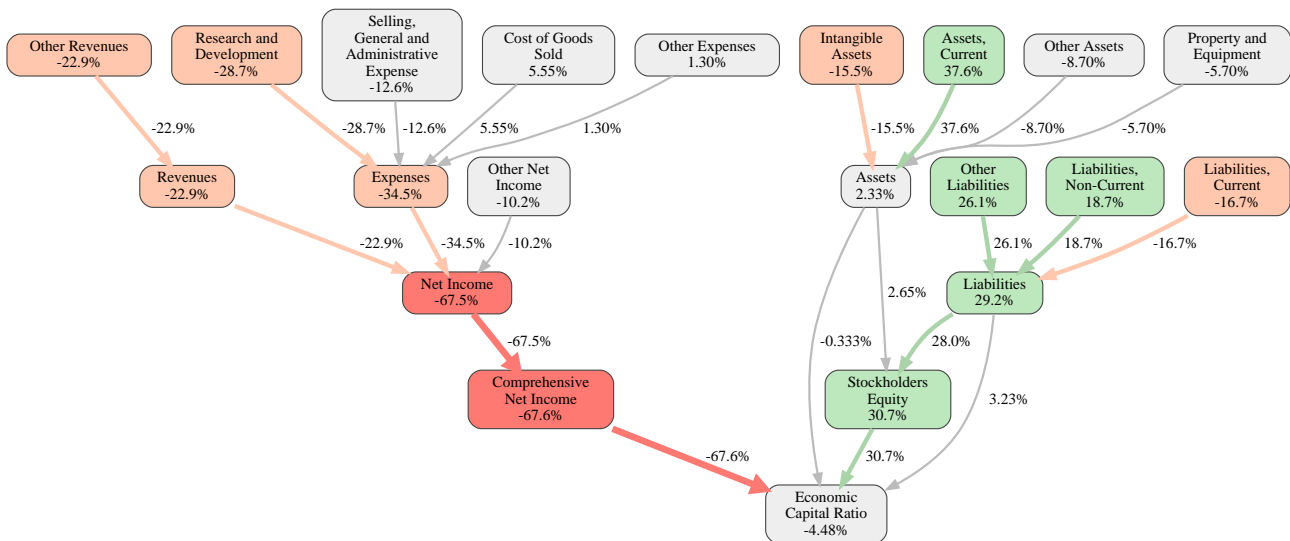 Other Revenues
-22.9%
Research and
Development
-28.7%
Selling,
General and
Administrative
Expense
-12.6%
Cost of Goods
Sold
5.55%
Other Expenses
1.30%
Intangible
Assets
-15.5%
Assets,
Current
37.6%
Other Assets
-8.70%
Property and
Equipment
-5.70%
-22.9%
-28.7%
-12.6%
5.55%
1.30%
-15.5%
37.6%
-8.70%
-5.70%
Revenues
-22.9%
Expenses
-34.5%
Other Net
Income
-10.2%
Assets
2.33%
Other
Liabilities
26.1%
Liabilities,
Non-Current
18.7%
Liabilities,
Current
-16.7%
-22.9%
-34.5%
-10.2%
26.1%
18.7%
-16.7%
Net Income
-67.5%
2.65%
Liabilities
29.2%
-67.5%
-0.333%
28.0%
Comprehensive
Net Income
-67.6%
Stockholders
Equity
30.7%
3.23%
-67.6%
30.7%
Economic
Capital Ratio
-4.48%